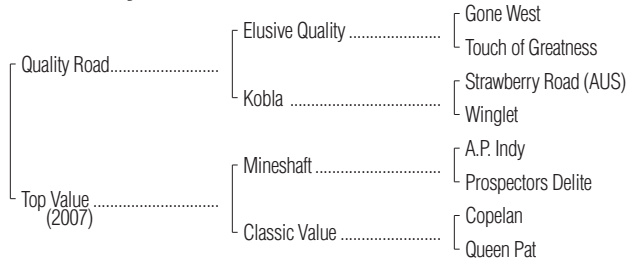 Gone West
Elusive Quality ....................
Touch of Greatness
Quality Road.......................
Strawberry Road (AUS)
Kobla ................................
Winglet
A.P. Indy
Mineshaft ..........................
Prospectors Delite
Top Value ...........................
(2007)
Copelan
Classic Value .....................
Queen Pat